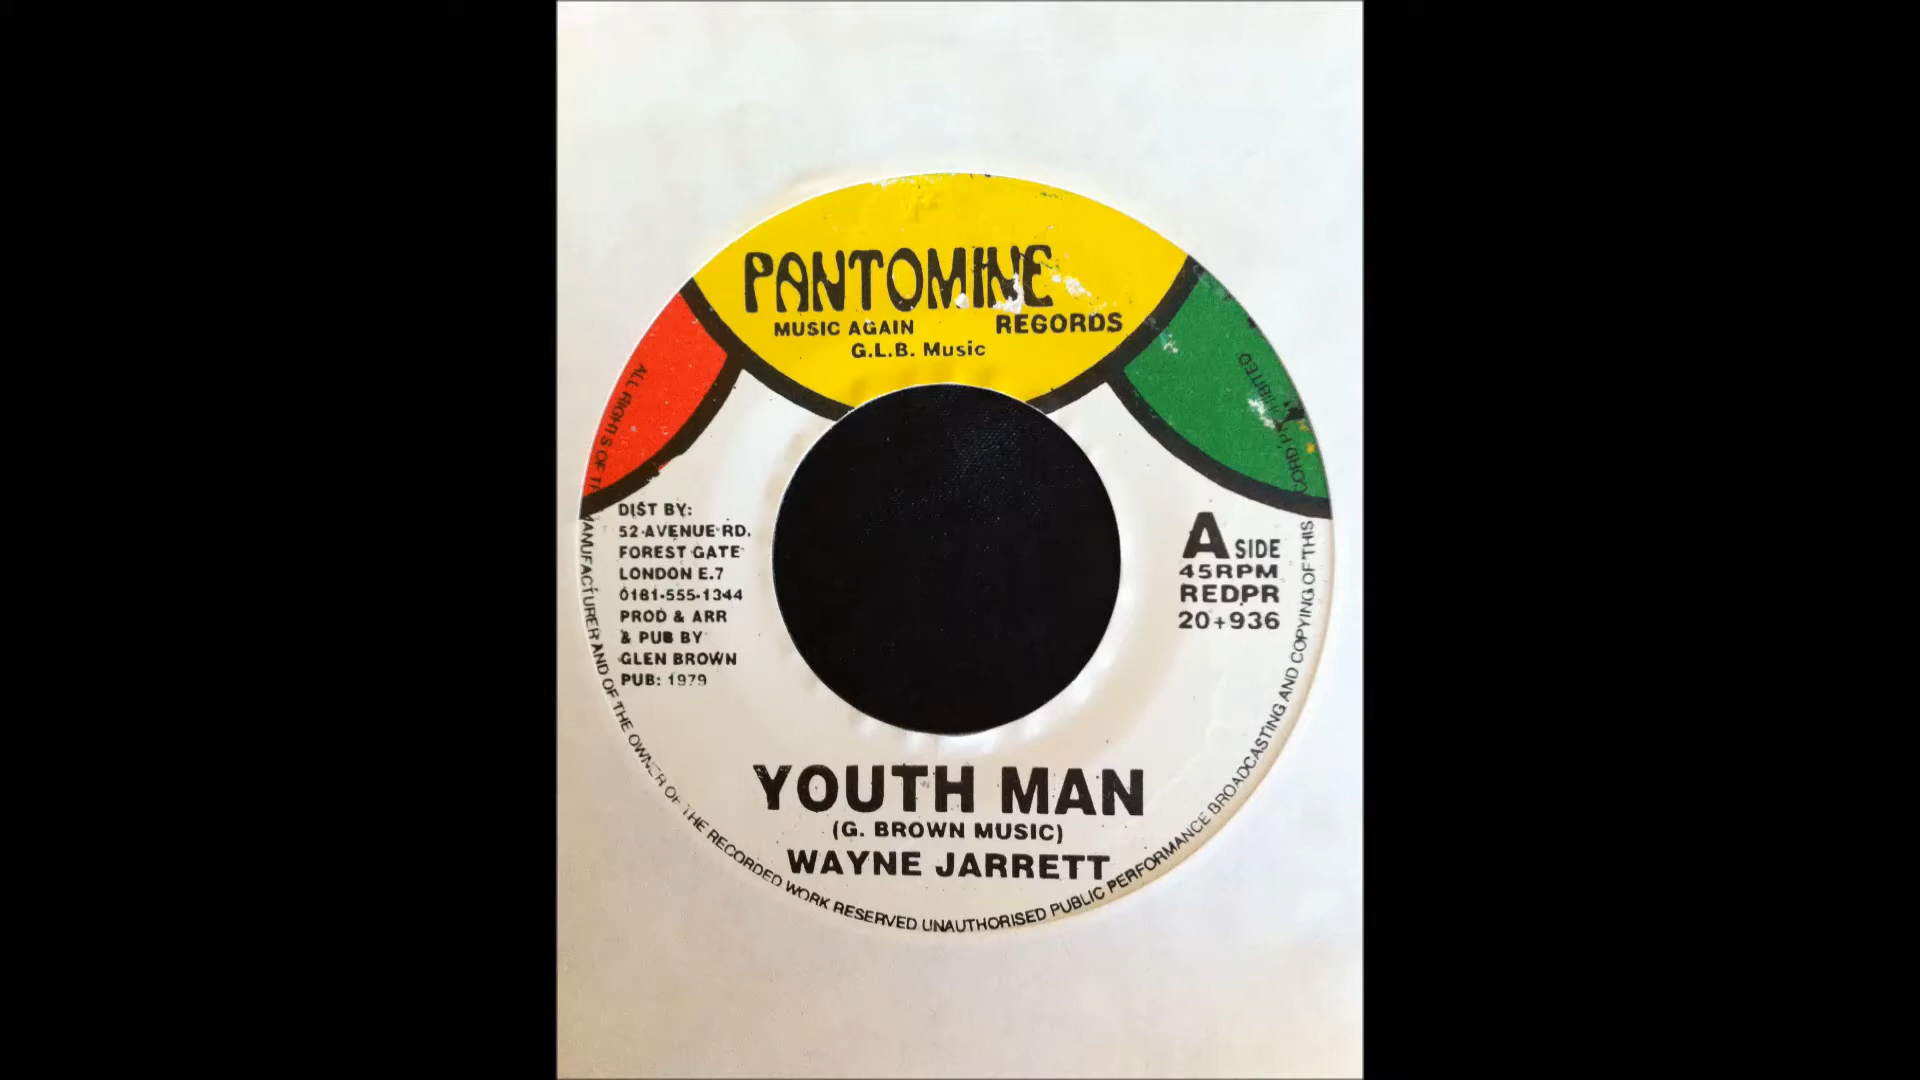 PANTOMINE
MUSIC AGAIN RECORDS
G.L.B. Music
DIST BY:
52 AVENUE RD.
FOREST GATE
LONDON E.7
0181-555-1344
PROD & ARR
& PUB BY
GLEN BROWN
PUB: 1979
A SIDE
45RPM
REDPR
20+936
YOUTH MAN
(G. BROWN MUSIC)
WAYNE JARRETT
ALL RIGHTS OF THE MANUFACTURER AND OF THE OWNER OF THE RECORDED WORK RESERVED UNAUTHORISED PUBLIC PERFORMANCE BROADCASTING AND COPYING OF THIS RECORD PROHIBITED